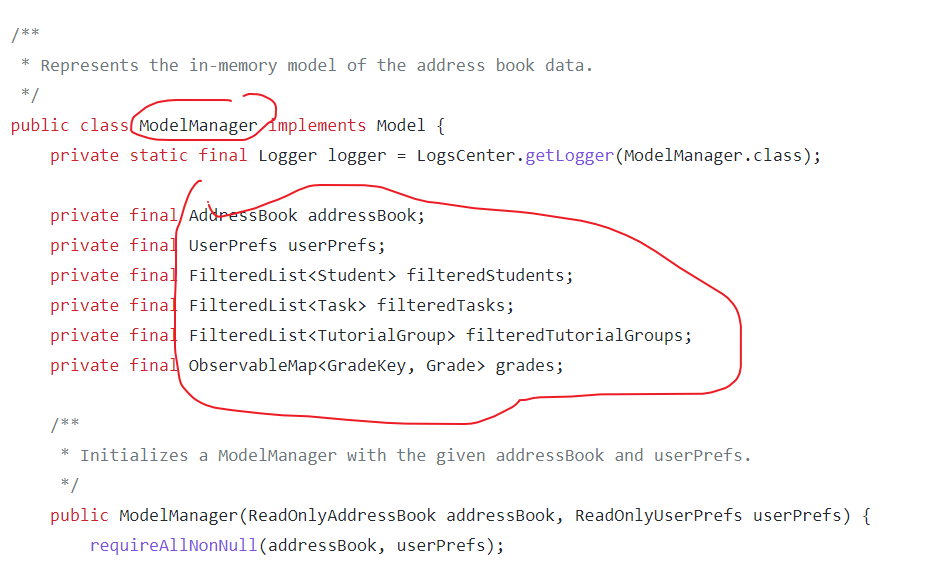 /**
 * Represents the in-memory model of the address book data.
 */
public class ModelManager implements Model {
    private static final Logger logger = LogsCenter.getLogger(ModelManager.class);

    private final AddressBook addressBook;
    private final UserPrefs userPrefs;
    private final FilteredList<Student> filteredStudents;
    private final FilteredList<Task> filteredTasks;
    private final FilteredList<TutorialGroup> filteredTutorialGroups;
    private final ObservableMap<GradeKey, Grade> grades;

    /**
     * Initializes a ModelManager with the given addressBook and userPrefs.
     */
    public ModelManager(ReadOnlyAddressBook addressBook, ReadOnlyUserPrefs userPrefs) {
        requireAllNonNull(addressBook, userPrefs);